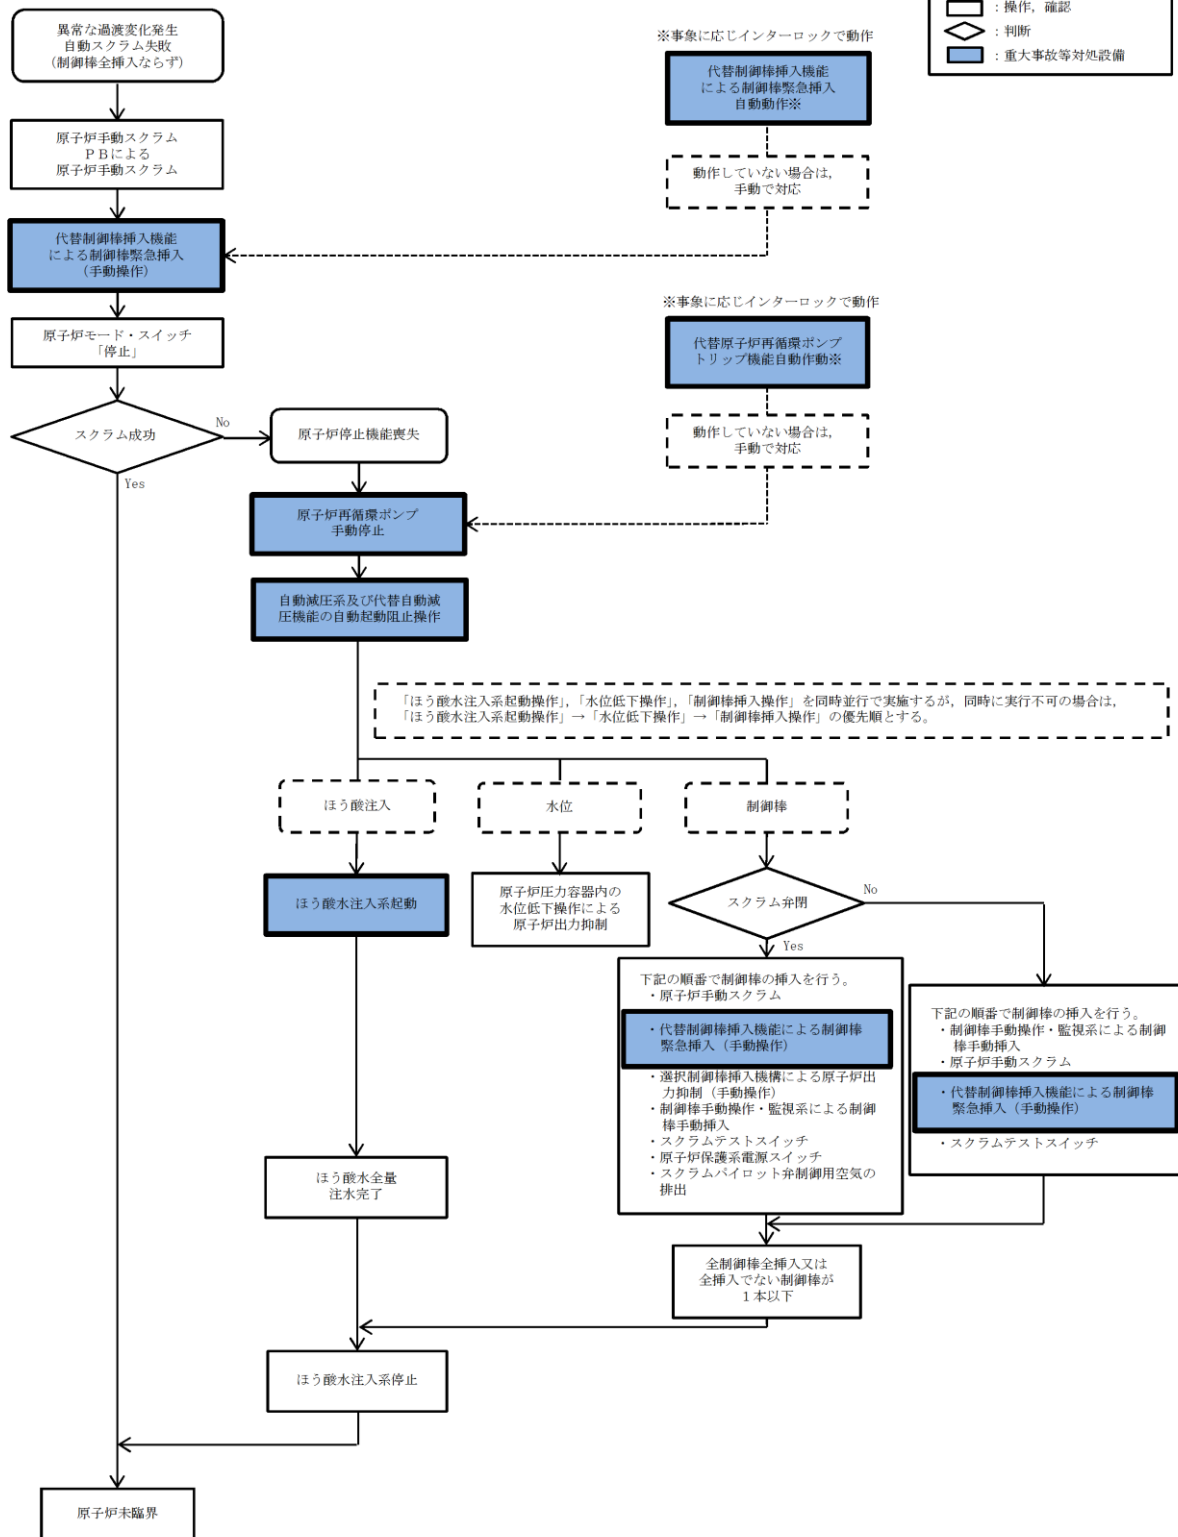 ：操作，確認
：判断
：重大事故等対処設備
異常な過渡変化発生
自動スクラム失敗
（制御棒全挿入ならず）
原子炉手動スクラム
ＰＢによる
原子炉手動スクラム
※事象に応じインターロックで動作
代替制御棒挿入機能
による制御棒緊急挿入
自動動作※
動作していない場合は，
手動で対応
代替制御棒挿入機能
による制御棒緊急挿入
（手動操作）
原子炉モード・スイッチ
「停止」
※事象に応じインターロックで動作
代替原子炉再循環ポンプ
トリップ機能自動作動※
動作していない場合は，
手動で対応
スクラム成功
No
Yes
原子炉停止機能喪失
原子炉再循環ポンプ
手動停止
自動減圧系及び代替自動減
圧機能の自動起動阻止操作
「ほう酸水注入系起動操作」，「水位低下操作」，「制御棒挿入操作」を同時並行で実施するが，同時に実行不可の場合は，
「ほう酸水注入系起動操作」→「水位低下操作」→「制御棒挿入操作」の優先順とする。
ほう酸注入
水位
制御棒
ほう酸水注入系起動
原子炉圧力容器内の
水位低下操作による
原子炉出力抑制
スクラム弁閉
No
Yes
下記の順番で制御棒の挿入を行う。
・原子炉手動スクラム
・代替制御棒挿入機能による制御棒
緊急挿入（手動操作）
・選択制御棒挿入機構による原子炉出
力抑制（手動操作）
・制御棒手動操作・監視系による制御
棒手動挿入
・スクラムテストスイッチ
・原子炉保護系電源スイッチ
・スクラムパイロット弁制御用空気の
排出
下記の順番で制御棒の挿入を行う。
・制御棒手動操作・監視系による制御
棒手動挿入
・原子炉手動スクラム
・代替制御棒挿入機能による制御棒
緊急挿入（手動操作）
・スクラムテストスイッチ
ほう酸水全量
注水完了
全制御棒全挿入又は
全挿入でない制御棒が
１本以下
ほう酸水注入系停止
原子炉未臨界